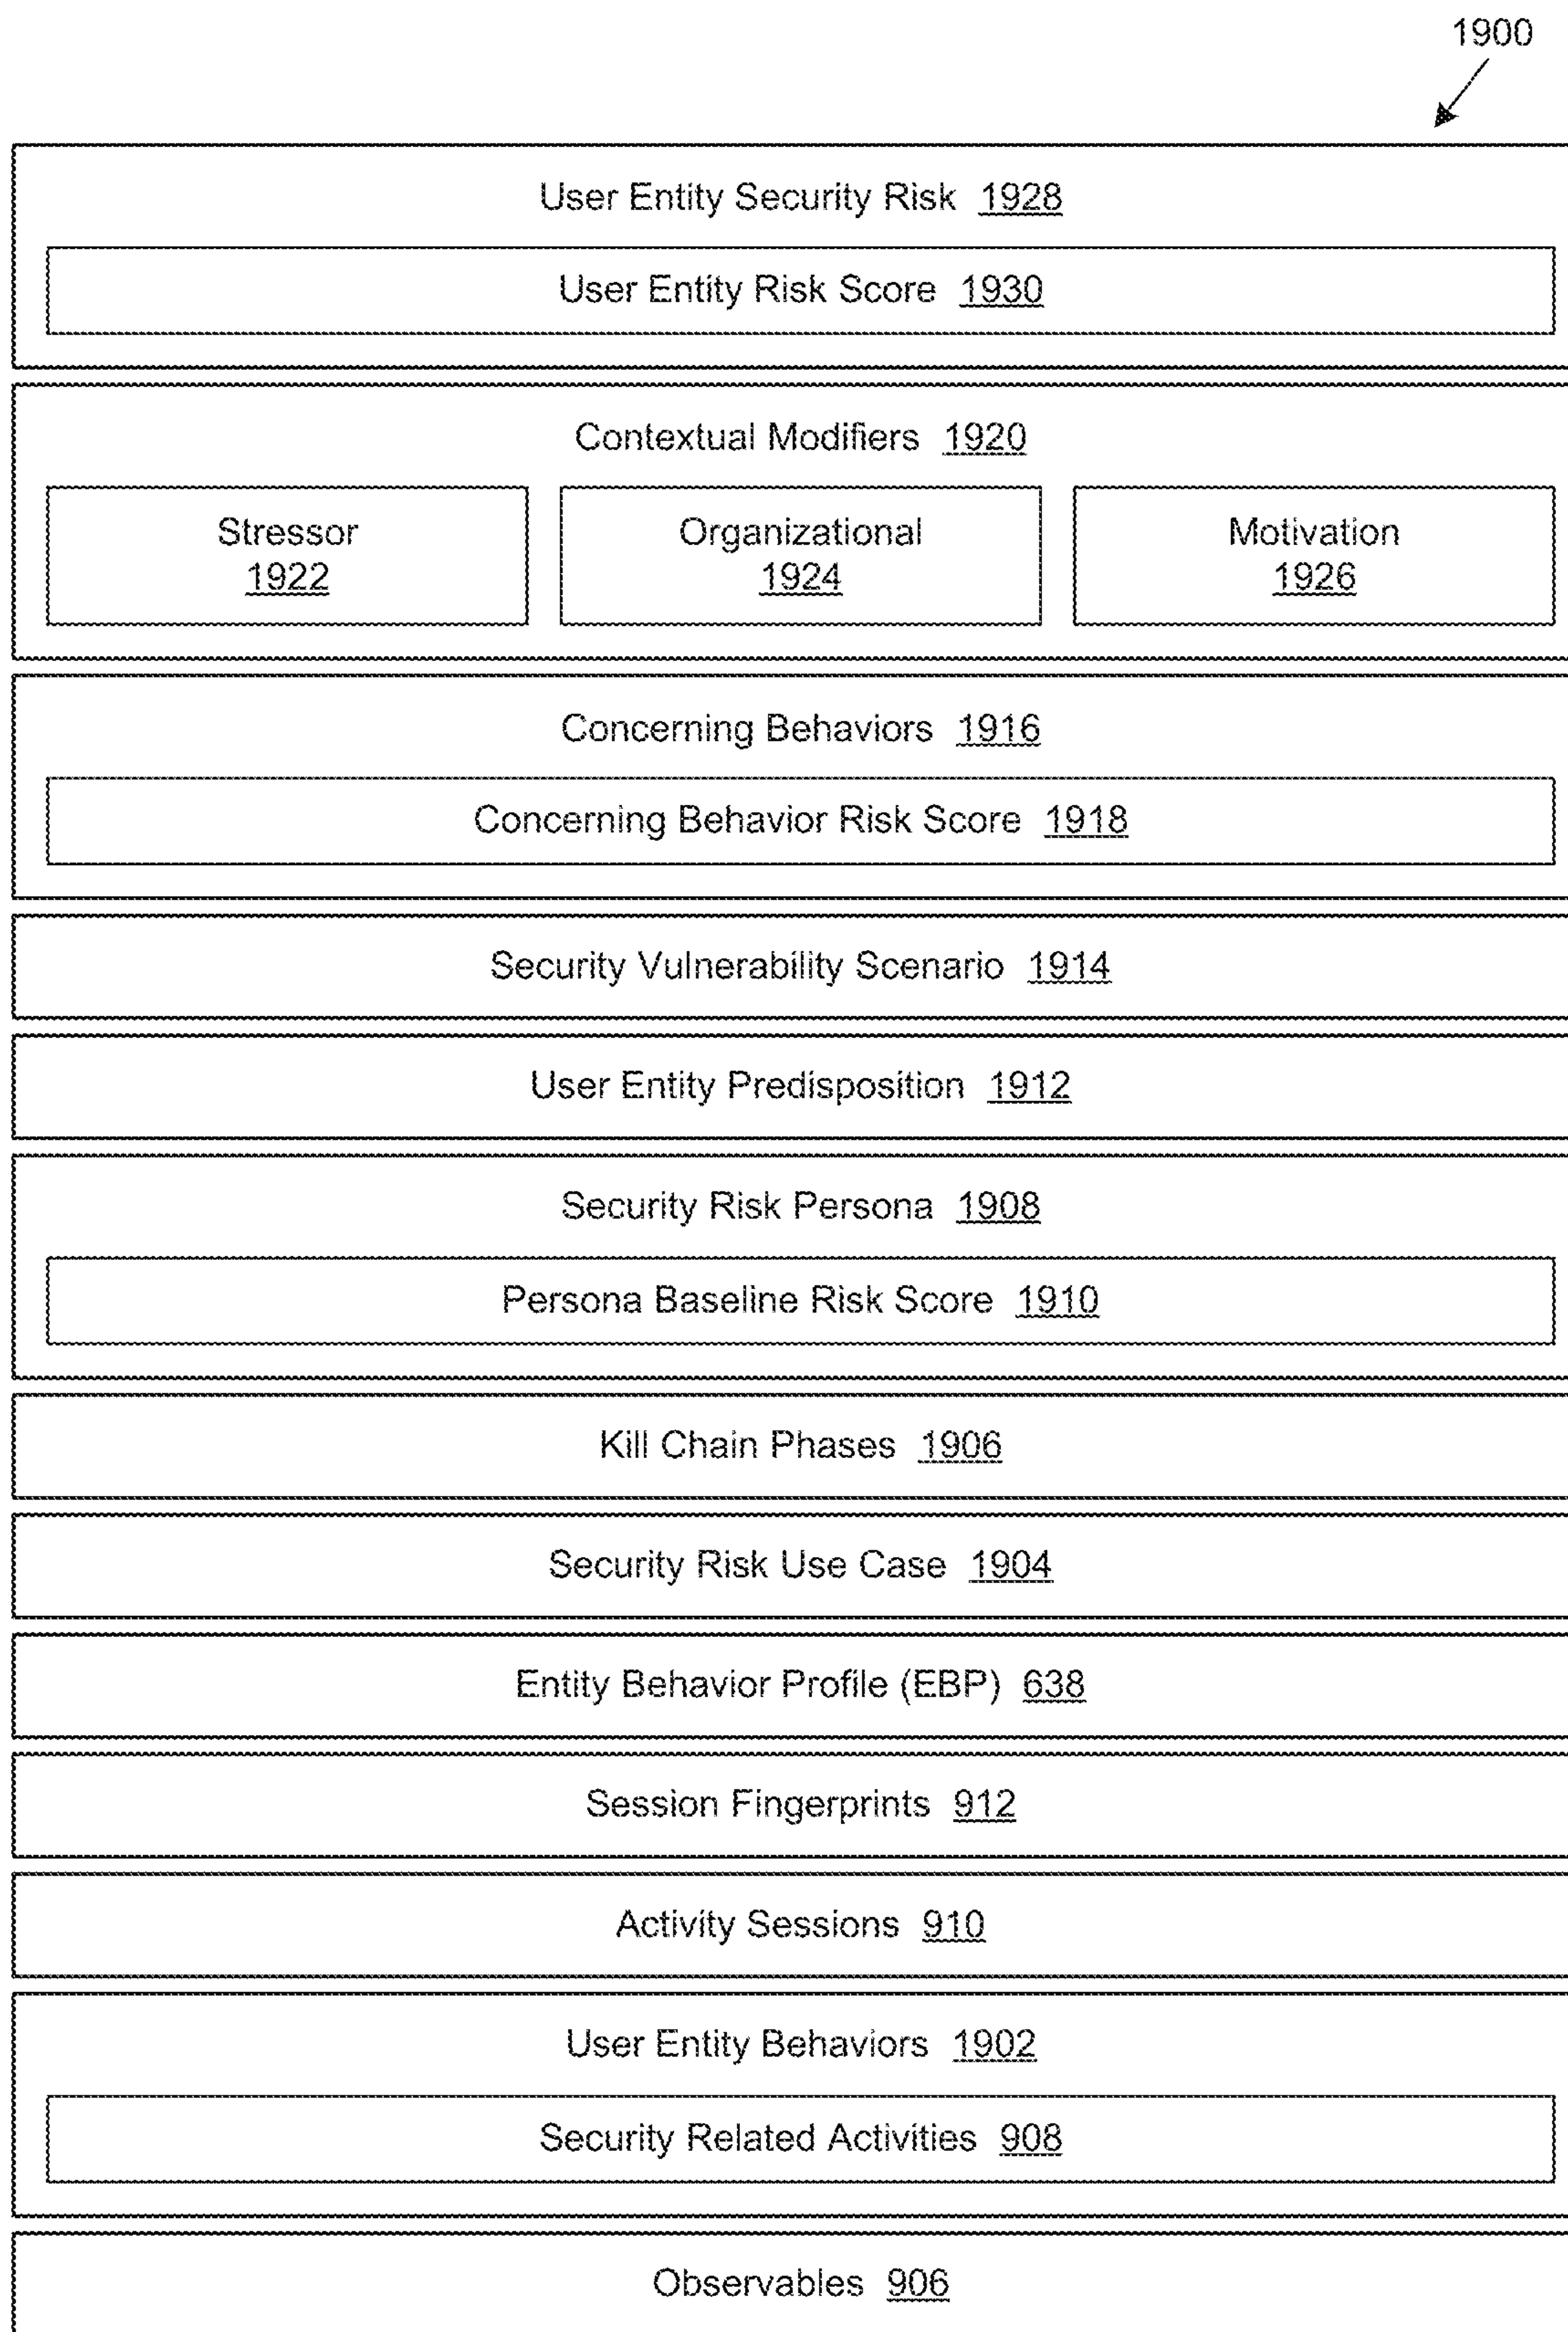 1900
User Entity Security Risk 1928
User Entity Risk Score 1930
Contextual Modifiers 1920
Stressor
1922
Organizational
1924
Motivation
1926
Concerning Behaviors 1916
Concerning Behavior Risk Score 1918
Security Vulnerability Scenario 1914
User Entity Predisposition 1912
Security Risk Persona 1908
Persona Baseline Risk Score 1910
Kill Chain Phases 1906
Security Risk Use Case 1904
Entity Behavior Profile (EBP) 638
Session Fingerprints 912
Activity Sessions 910
User Entity Behaviors 1902
Security Related Activities 908
Observables 906